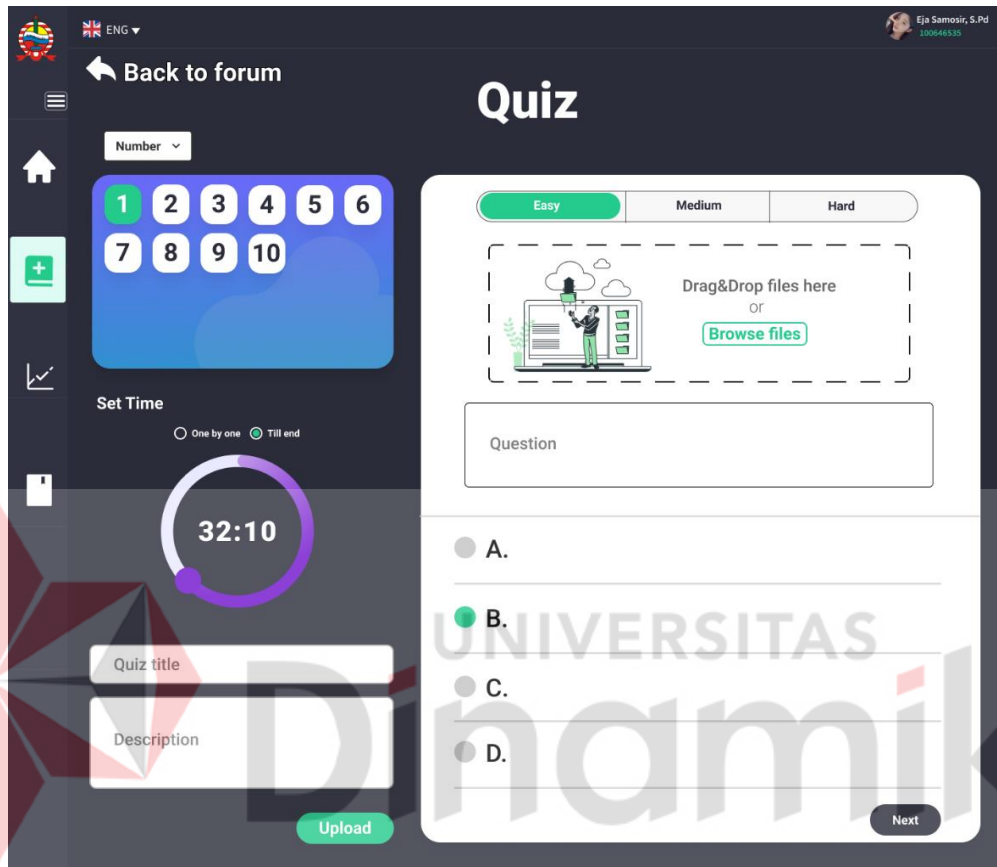 ENG
Eja Samosir, S.Pd
100646535
Back to forum
Quiz
Number
1 2 3 4 5 6
7 8 9 10
Set Time
One by one Till end
32:10
Quiz title
Description
Upload
Easy Medium Hard
Drag&Drop files here
or
Browse files
Question
A.
B.
C.
D.
Next
UNIVERSITAS
Dinamik